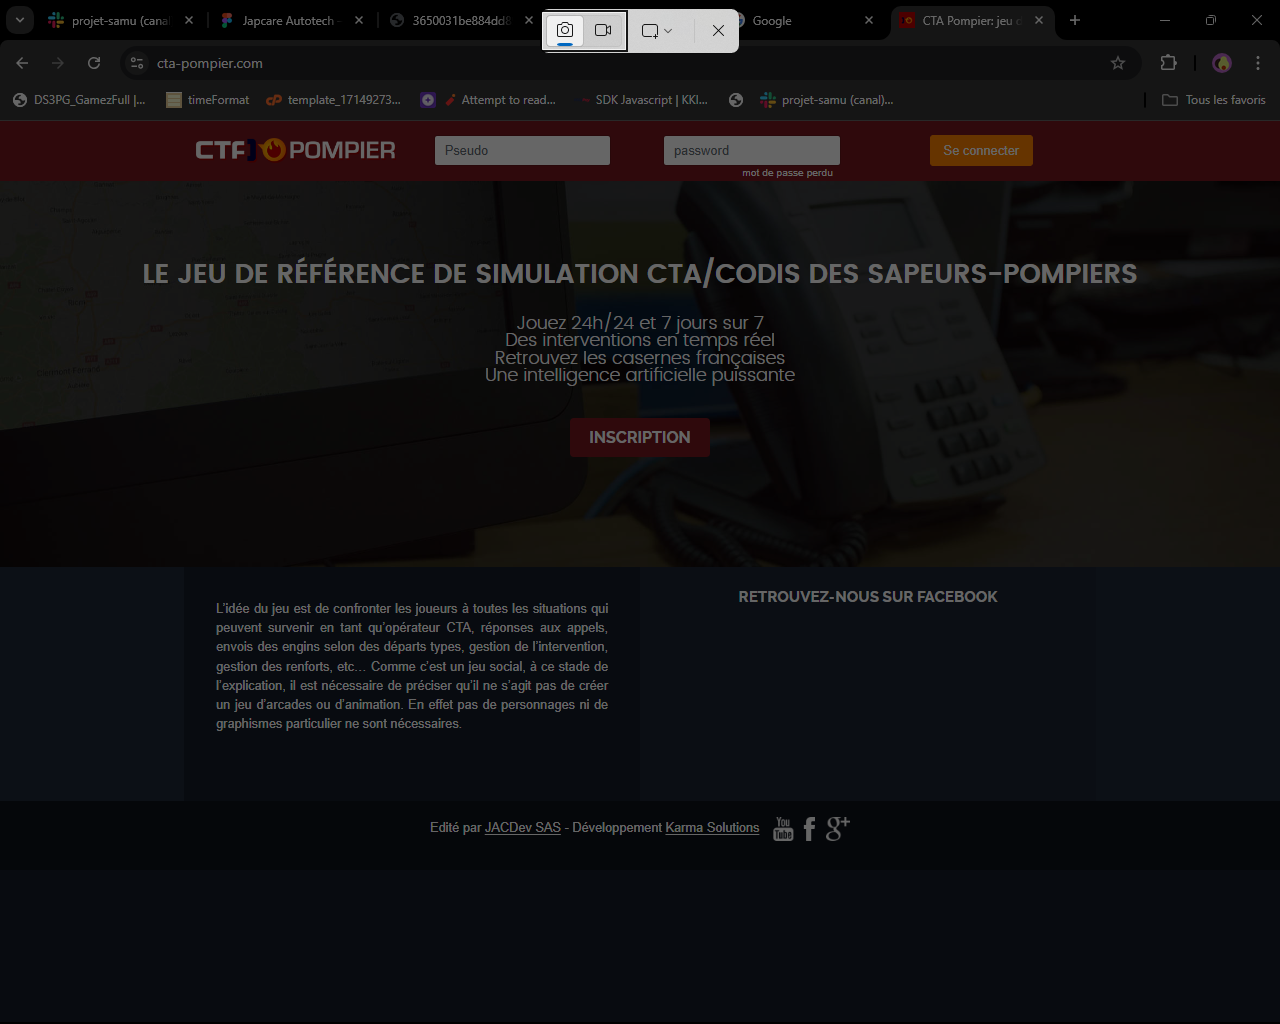 projet-samu (canal
Japcare Autotech -
3650031be884dd8
Google
CTA Pompier: jeu d
cta-pompier.com
DS3PG_GamezFull |...
timeFormat
template_17149273...
Attempt to read...
SDK Javascript | KKI...
projet-samu (canal)...
Tous les favoris
CTF POMPIER
Pseudo
password
Se connecter
mot de passe perdu
LE JEU DE RÉFÉRENCE DE SIMULATION CTA/CODIS DES SAPEURS-POMPIERS
Jouez 24h/24 et 7 jours sur 7
Des interventions en temps réel
Retrouvez les casernes françaises
Une intelligence artificielle puissante
INSCRIPTION
L'idée du jeu est de confronter les joueurs à toutes les situations qui
peuvent survenir en tant qu'opérateur CTA, réponses aux appels,
envois des engins selon des départs types, gestion de l'intervention,
gestion des renforts, etc... Comme c'est un jeu social, à ce stade de
l'explication, il est nécessaire de préciser qu'il ne s'agit pas de créer
un jeu d'arcades ou d'animation. En effet pas de personnages ni de
graphismes particulier ne sont nécessaires.
RETROUVEZ-NOUS SUR FACEBOOK
Edité par JACDev SAS - Développement Karma Solutions
You
Tube